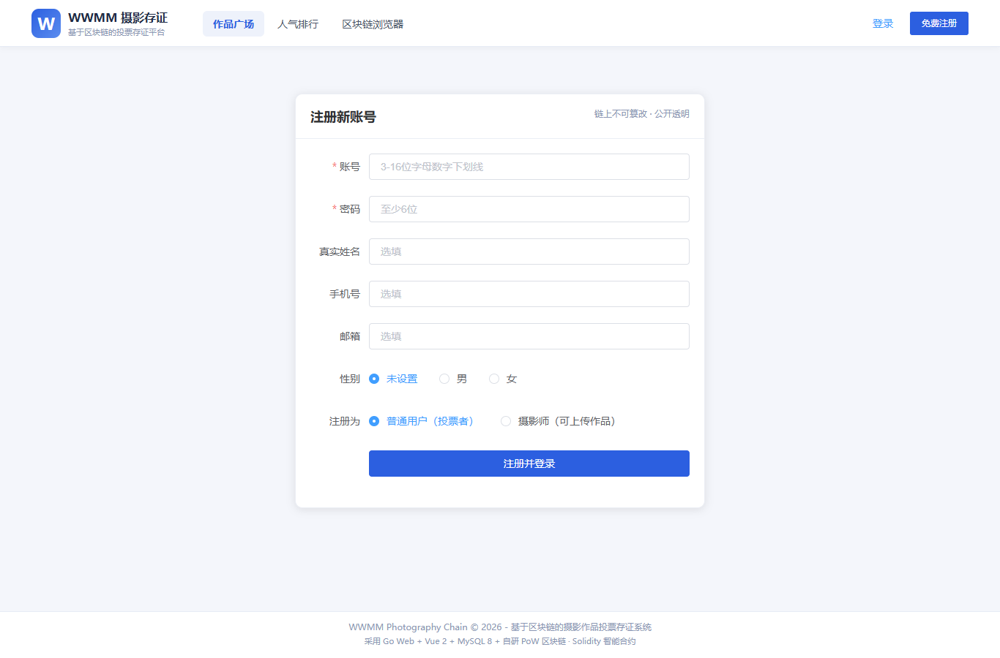 W
WWMM 摄影存证
基于区块链的投票存证平台
作品广场
人气排行
区块链浏览器
登录
免费注册
注册新账号
链上不可篡改 · 公开透明
* 账号
3-16位字母数字下划线
* 密码
至少6位
真实姓名
选填
手机号
选填
邮箱
选填
性别
未设置
男
女
注册为
普通用户（投票者）
摄影师（可上传作品）
注册并登录
WWMM Photography Chain © 2026 - 基于区块链的摄影作品投票存证系统
采用 Go Web + Vue 2 + MySQL 8 + 自研 PoW 区块链 · Solidity 智能合约